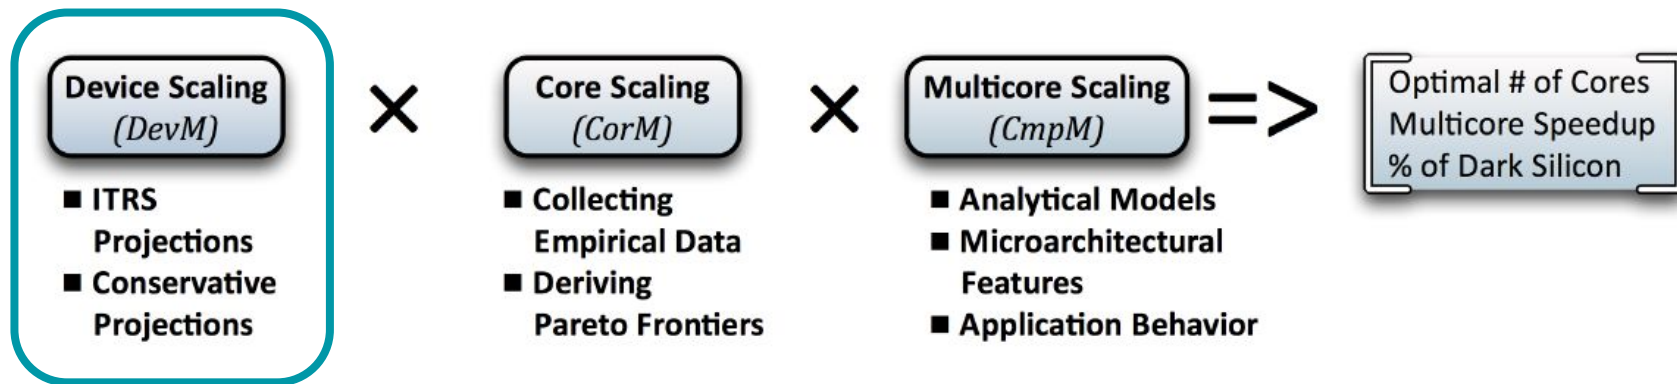 Device Scaling
(DevM)
■ ITRS
Projections
■ Conservative
Projections
×
Core Scaling
(CorM)
■ Collecting
Empirical Data
■ Deriving
Pareto Frontiers
×
Multicore Scaling
(CmpM)
■ Analytical Models
■ Microarchitectural
Features
■ Application Behavior
=>
Optimal # of Cores
Multicore Speedup
% of Dark Silicon